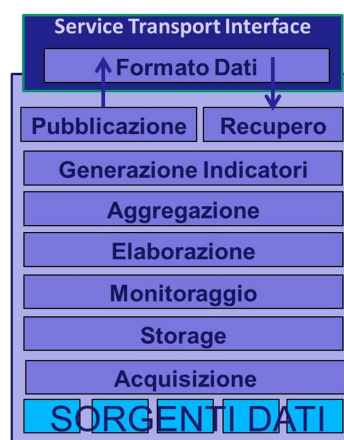 Service Transport Interface
Formato Dati
Pubblicazione Recupero
Generazione Indicatori
Aggregazione
Elaborazione
Monitoraggio
Storage
Acquisizione
SORGENTI DATI